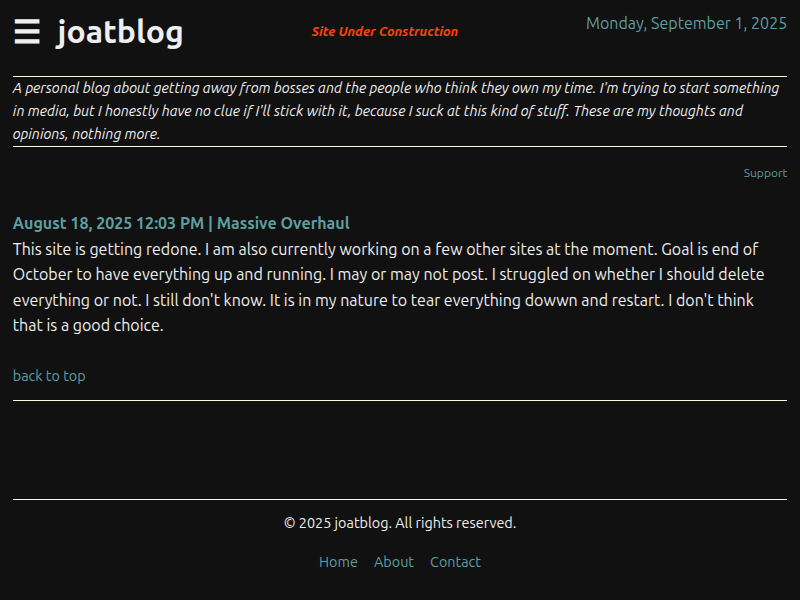 ☰ joatblog
Site Under Construction
Monday, September 1, 2025
A personal blog about getting away from bosses and the people who think they own my time. I'm trying to start something
in media, but I honestly have no clue if I'll stick with it, because I suck at this kind of stuff. These are my thoughts and
opinions, nothing more.
Support
August 18, 2025 12:03 PM | Massive Overhaul
This site is getting redone. I am also currently working on a few other sites at the moment. Goal is end of
October to have everything up and running. I may or may not post. I struggled on whether I should delete
everything or not. I still don't know. It is in my nature to tear everything dowwn and restart. I don't think
that is a good choice.
back to top
© 2025 joatblog. All rights reserved.
Home About Contact